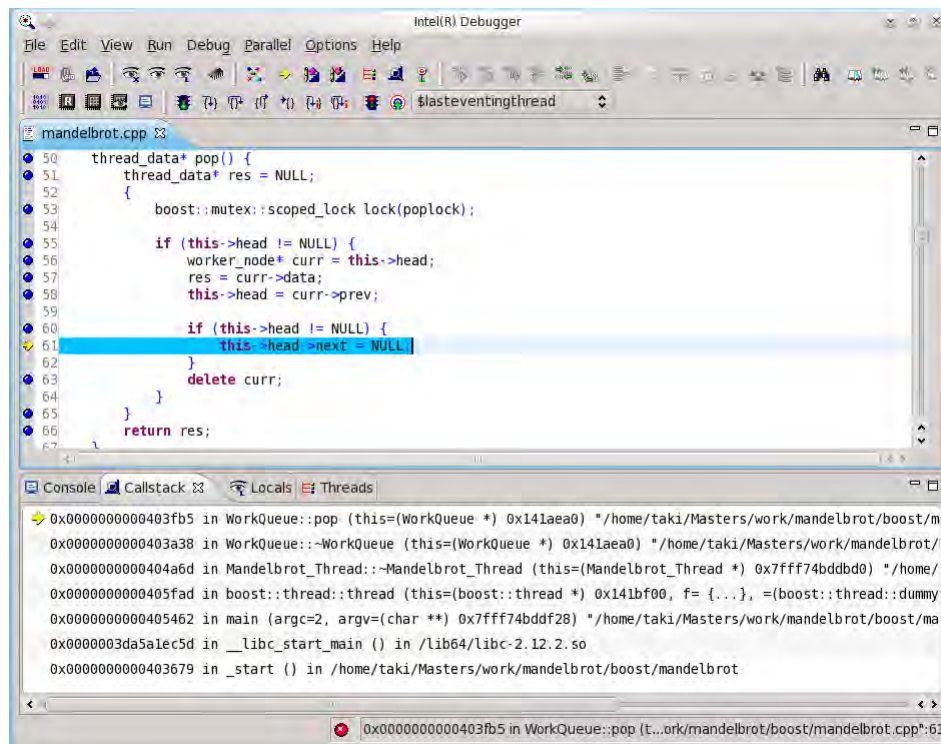 Intel(R) Debugger
File Edit View Run Debug Parallel Options Help
$lasteventingthread
mandelbrot.cpp
50 thread_data* pop() {
51 thread_data* res = NULL;
52 {
53 boost::mutex::scoped_lock lock(poplock);
54
55 if (this->head != NULL) {
56 worker_node* curr = this->head;
57 res = curr->data;
58 this->head = curr->prev;
59
60 if (this->head != NULL) {
61 this->head->next = NULL;
62 }
63 delete curr;
64 }
65 }
66 return res;
67 }
Console Callstack Locals Threads
0x0000000000403fb5 in WorkQueue::pop (this=(WorkQueue *) 0x141aea0) "/home/taki/Masters/work/mandelbrot/boost/m
0x0000000000403a38 in WorkQueue::~WorkQueue (this=(WorkQueue *) 0x141aea0) "/home/taki/Masters/work/mandelbrot/
0x0000000000404a6d in Mandelbrot_Thread::~Mandelbrot_Thread (this=(Mandelbrot_Thread *) 0x7fff74bddbd0) "/home/
0x0000000000405fad in boost::thread::thread (this=(boost::thread *) 0x141bf00, f= {...}, =(boost::thread::dummy
0x0000000000405462 in main (argc=2, argv=(char **) 0x7fff74bddf28) "/home/taki/Masters/work/mandelbrot/boost/ma
0x0000003da5a1ec5d in __libc_start_main () in /lib64/libc-2.12.2.so
0x0000000000403679 in _start () in /home/taki/Masters/work/mandelbrot/boost/mandelbrot
0x0000000000403fb5 in WorkQueue::pop (t...ork/mandelbrot/boost/mandelbrot.cpp":61